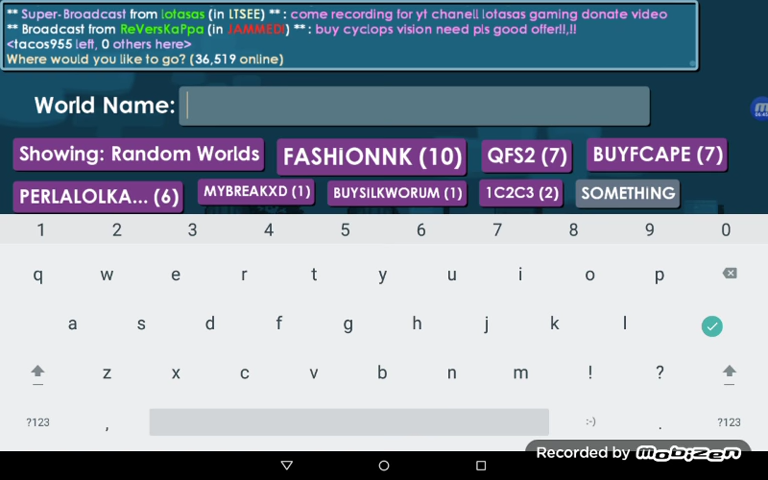 ** Super-Broadcast from lotasas (in LTSEE) ** : come recording for yt chanell lotasas gaming donate video
** Broadcast from ReVersKaPpa (in JAMMEDI) ** : buy cyclops vision need pls good offer!!,!!
<tacos955 left, 0 others here>
Where would you like to go? (36,519 online)
World Name:
Showing: Random Worlds FASHIONNK (10) QFS2 (7) BUYFCAPE (7)
PERLALOLKA... (6) MYBREAKXD (1) BUYSILKWORUM (1) 1C2C3 (2) SOMETHING
1 2 3 4 5 6 7 8 9 0
q w e r t y u i o p
a s d f g h j k l
z x c v b n m ! ?
?123 , :-) . ?123
Recorded by mobizen